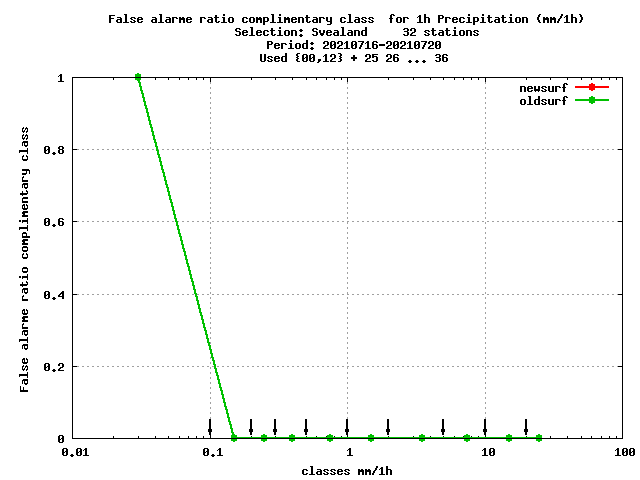 False alarme ratio complimentary class  for 1h Precipitation (mm/1h)
Selection: Svealand     32 stations
Period: 20210716-20210720
Used {00,12} + 25 26 ... 36
newsurf
oldsurf
False alarme ratio complimentary class
1
0.8
0.6
0.4
0.2
0
0.01 0.1 1 10 100
classes mm/1h